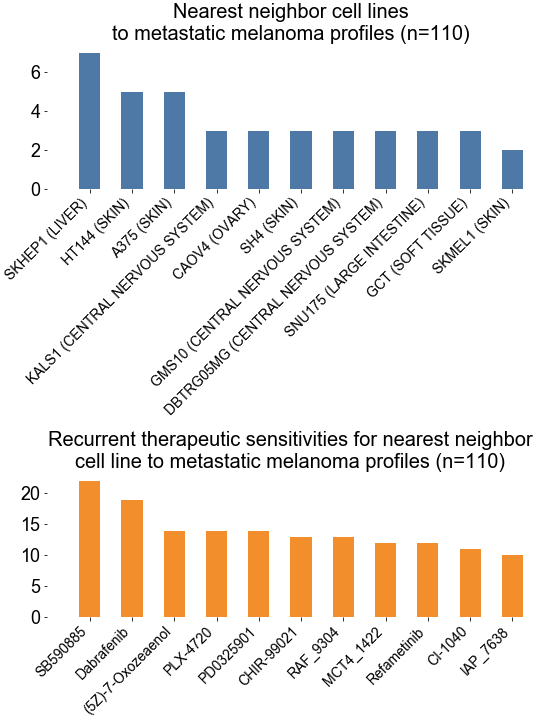 Nearest neighbor cell lines
to metastatic melanoma profiles (n=110)
6
4
2
0
SKHEP1 (LIVER)
HT144 (SKIN)
A375 (SKIN)
KALS1 (CENTRAL NERVOUS SYSTEM)
CAOV4 (OVARY)
SH4 (SKIN)
GMS10 (CENTRAL NERVOUS SYSTEM)
DBTRG05MG (CENTRAL NERVOUS SYSTEM)
SNU175 (LARGE INTESTINE)
GCT (SOFT TISSUE)
SKMEL1 (SKIN)
Recurrent therapeutic sensitivities for nearest neighbor
cell line to metastatic melanoma profiles (n=110)
20
15
10
5
0
SB590885
Dabrafenib
(5Z)-7-Oxozeaenol
PLX-4720
PD0325901
CHIR-99021
RAF_9304
MCT4_1422
Refametinib
CI-1040
IAP_7638